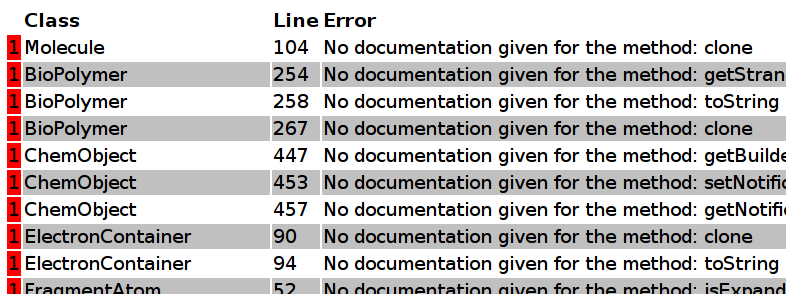 Class Line Error
1 Molecule 104 No documentation given for the method: clone
1 BioPolymer 254 No documentation given for the method: getStran
1 BioPolymer 258 No documentation given for the method: toString
1 BioPolymer 267 No documentation given for the method: clone
1 ChemObject 447 No documentation given for the method: getBuilde
1 ChemObject 453 No documentation given for the method: setNotific
1 ChemObject 457 No documentation given for the method: getNotific
1 ElectronContainer 90 No documentation given for the method: clone
1 ElectronContainer 94 No documentation given for the method: toString
1 FragmentAtom 52 No documentation given for the method: isExpand